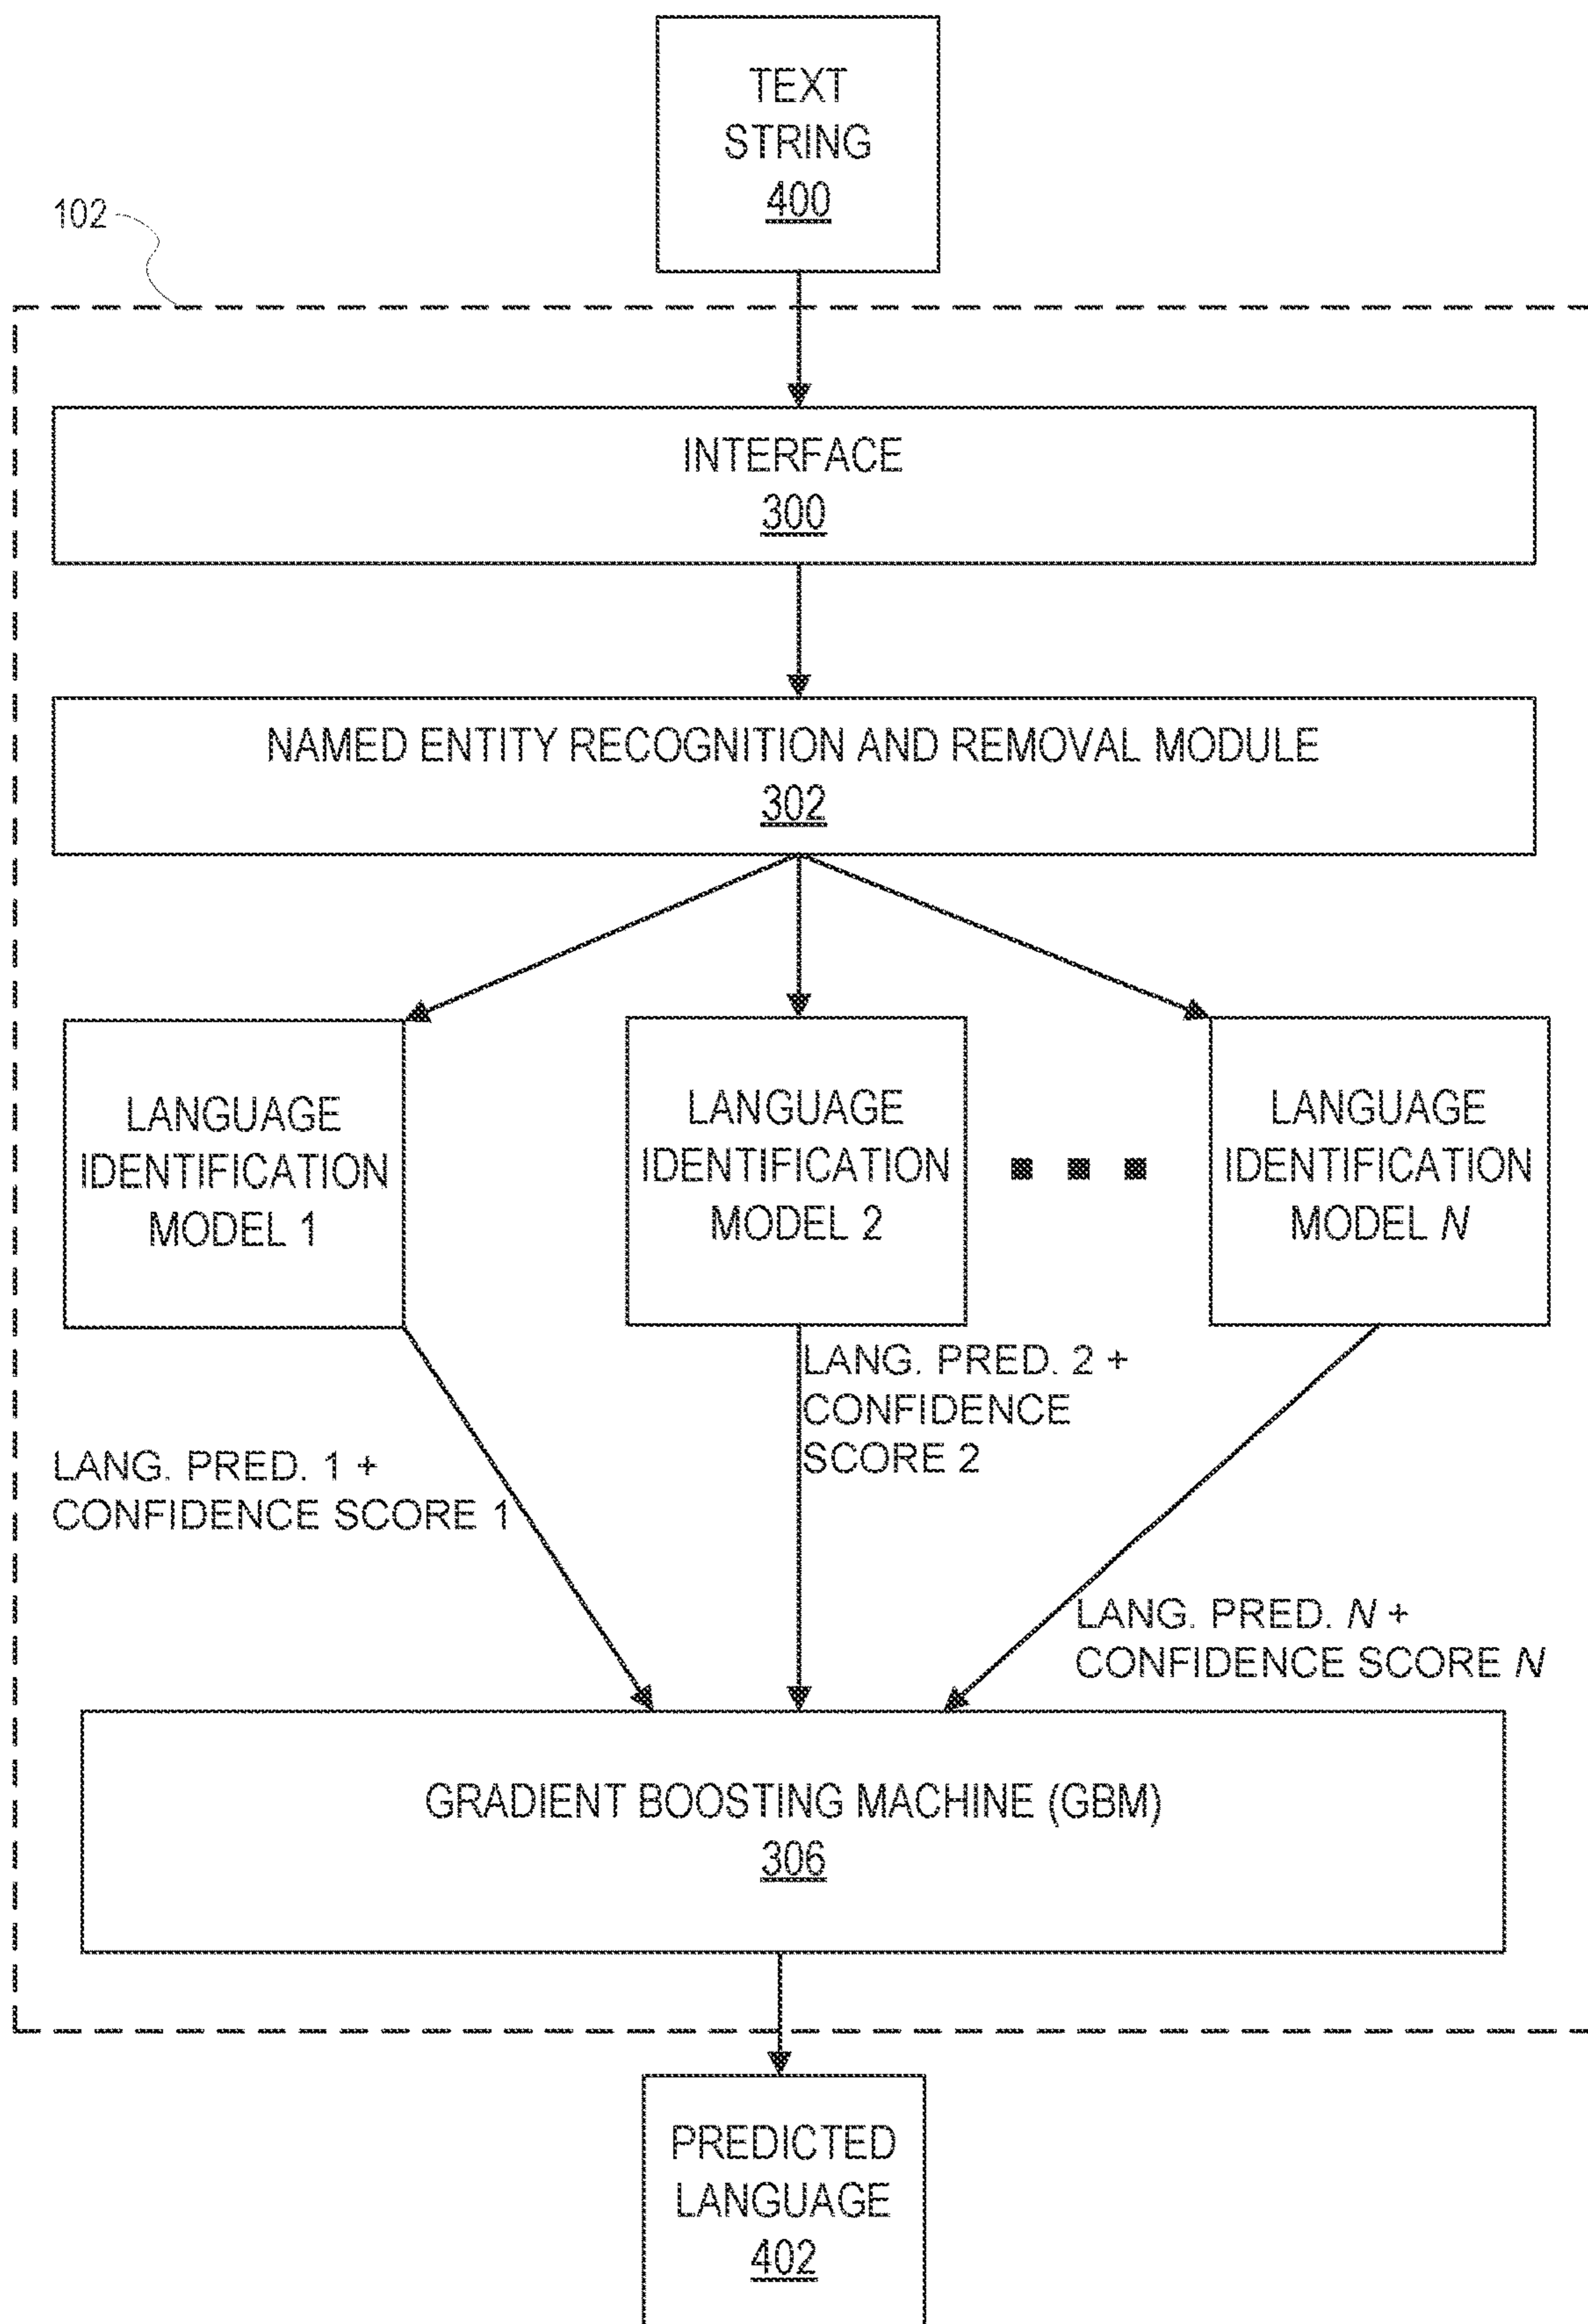 TEXT
STRING
400
102
INTERFACE
300
NAMED ENTITY RECOGNITION AND REMOVAL MODULE
302
LANGUAGE
IDENTIFICATION
MODEL 1
LANGUAGE
IDENTIFICATION
MODEL 2
LANGUAGE
IDENTIFICATION
MODEL N
LANG. PRED. 1 +
CONFIDENCE SCORE 1
LANG. PRED. 2 +
CONFIDENCE
SCORE 2
LANG. PRED. N +
CONFIDENCE SCORE N
GRADIENT BOOSTING MACHINE (GBM)
306
PREDICTED
LANGUAGE
402